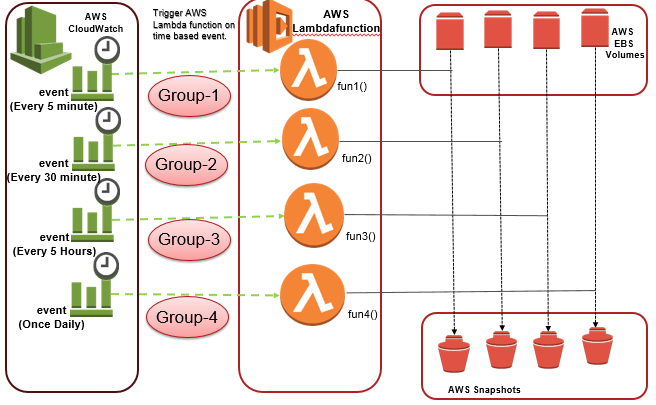 AWS
CloudWatch
Trigger AWS
Lambda function on
time based event.
AWS
Lambdafunction
AWS
EBS
Volumes
event
(Every 5 minute)
Group-1
fun1()
event
(Every 30 minute)
Group-2
fun2()
event
(Every 5 Hours)
Group-3
fun3()
event
(Once Daily)
Group-4
fun4()
AWS Snapshots